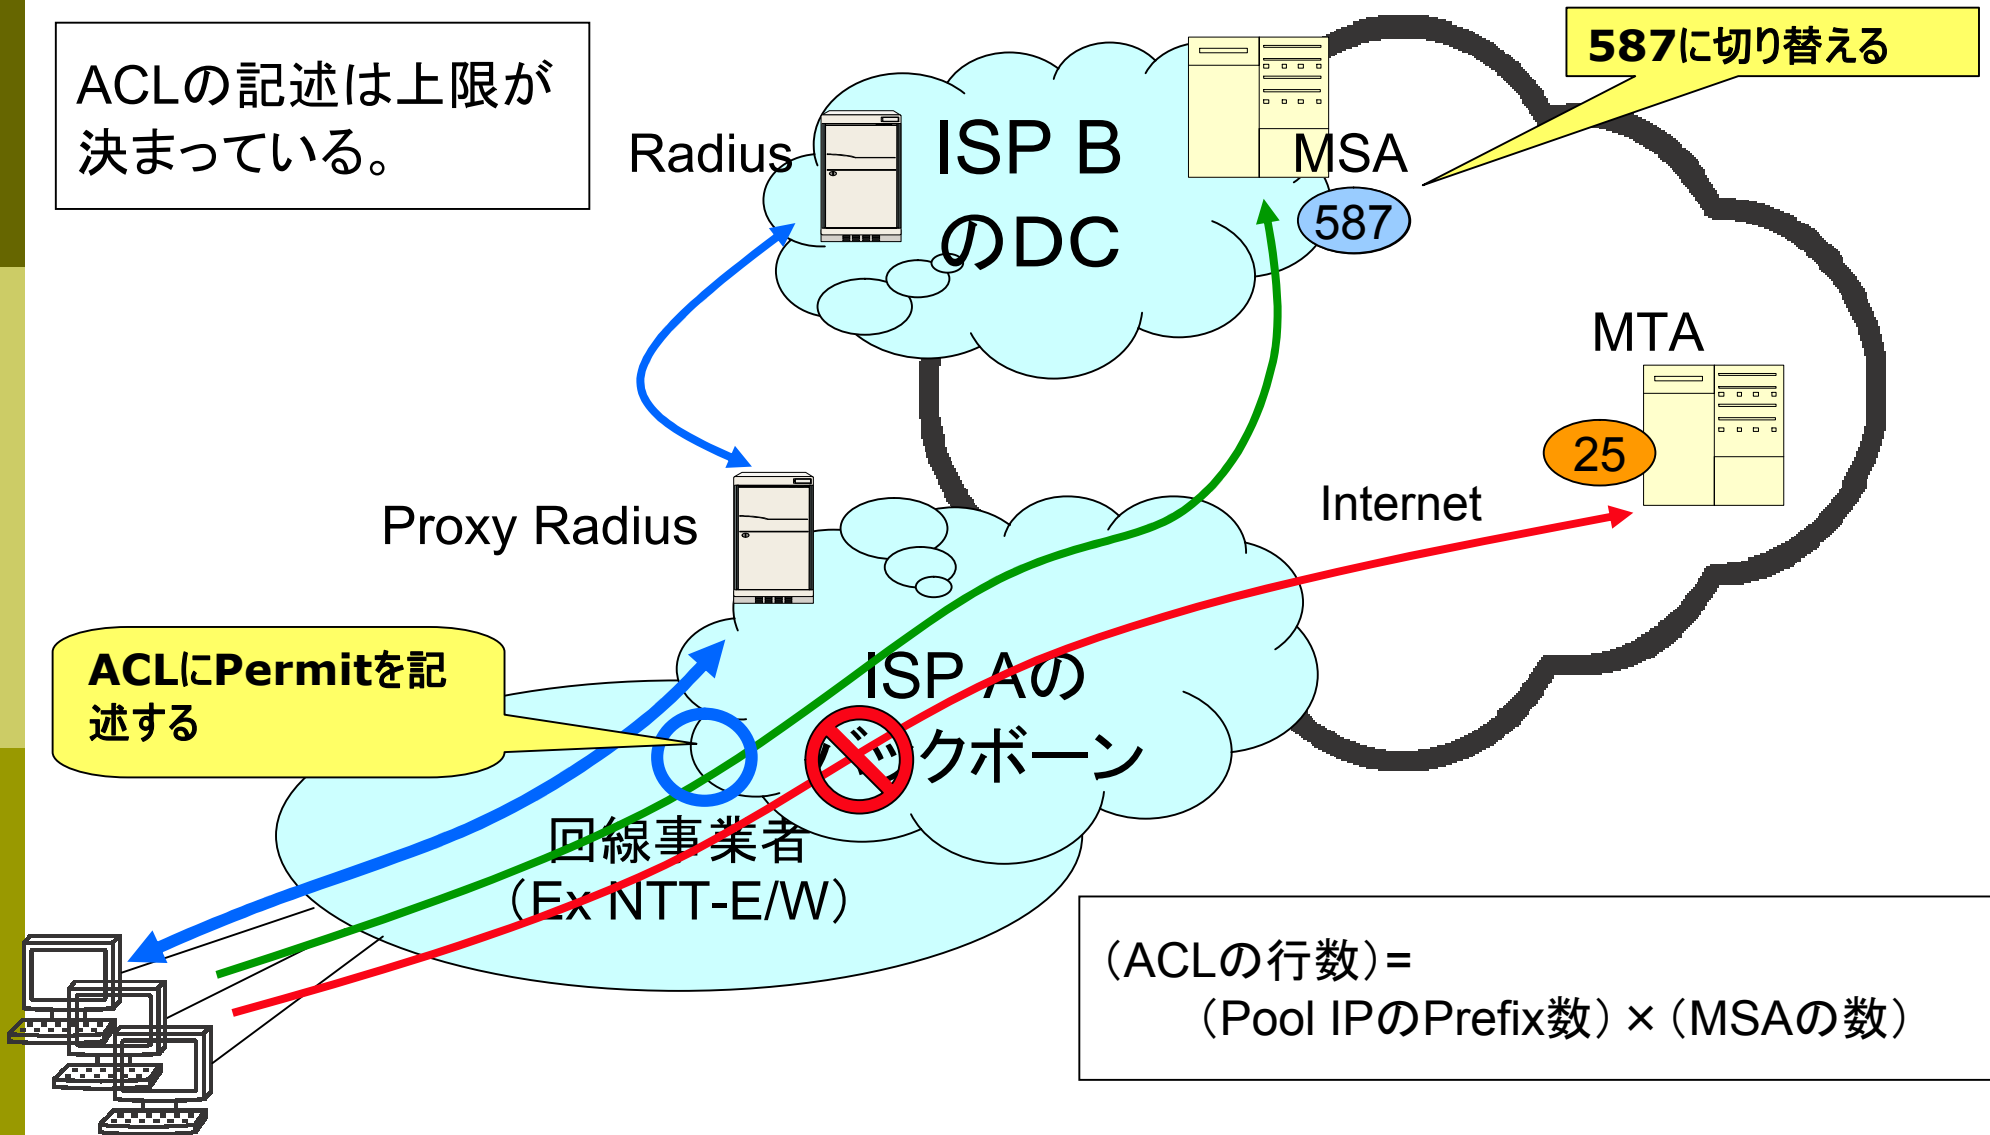 ACLの記述は上限が
決まっている。
587に切り替える
Radius
ISP B
のDC
MSA
587
MTA
25
Internet
Proxy Radius
ACLにPermitを記
述する
ISP Aの
バックボーン
回線事業者
（Ex NTT-E/W）
（ACLの行数）=
（Pool IPのPrefix数）×（MSAの数）